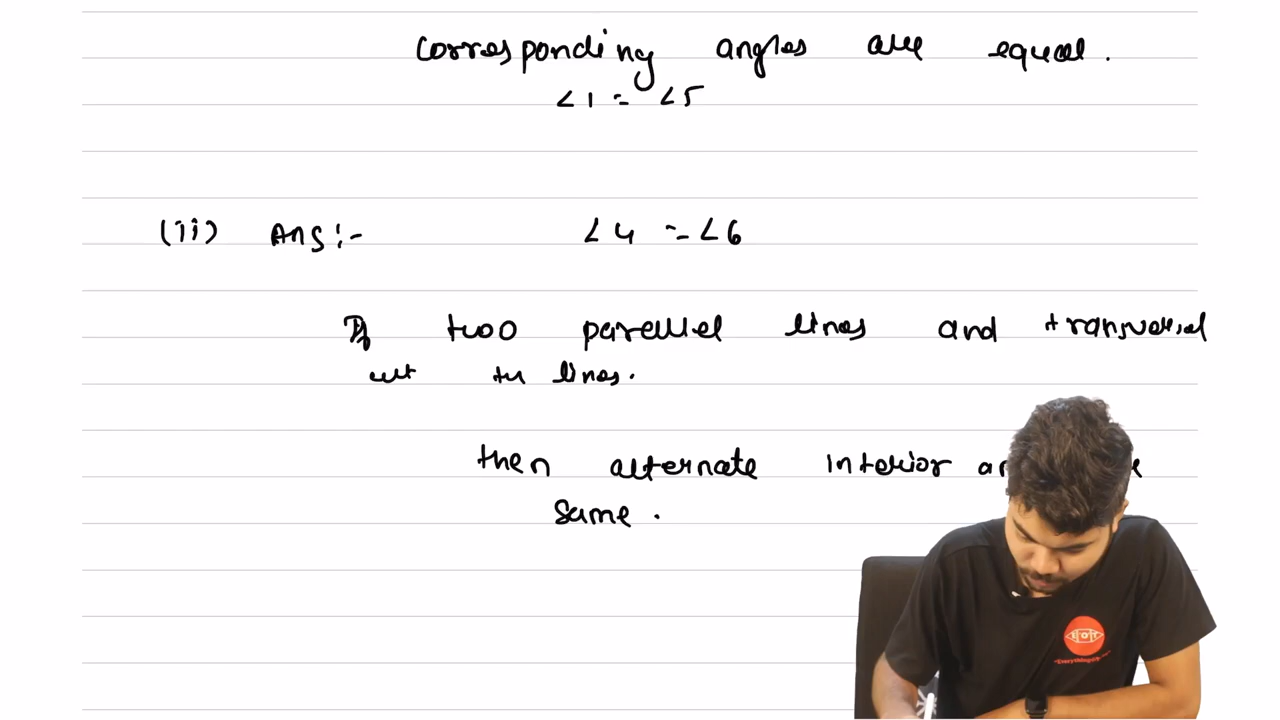 corresponding angles are equal.
∠1 = ∠5
(ii) Ans:- ∠4 = ∠6
If two parallel lines and transversal
cut the lines.
then alternate interior
same.